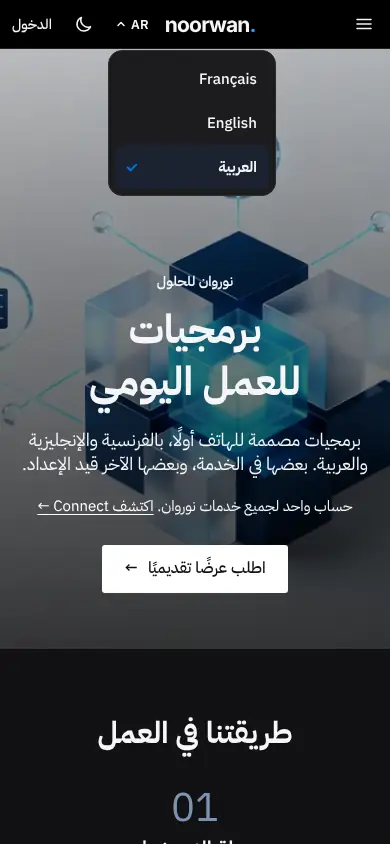 noorwan.
AR
الدخول
Français
English
العربية
نوروان للحلول
برمجيات
للعمل اليومي
برمجيات مصممة للهاتف أولًا، بالفرنسية والإنجليزية
والعربية. بعضها في الخدمة، وبعضها الآخر قيد الإعداد.
حساب واحد لجميع خدمات نوروان. اكتشف Connect ←
اطلب عرضًا تقديميًا ←
طريقتنا في العمل
01